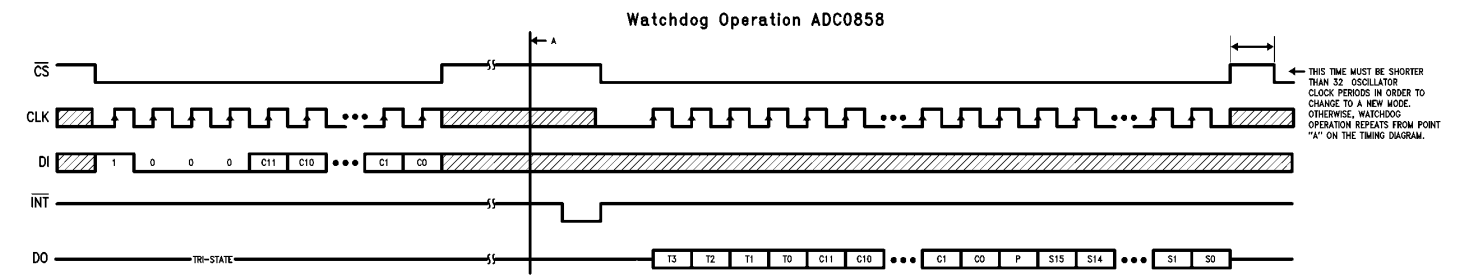 Watchdog Operation ADC0858
A
CS
THIS TIME MUST BE SHORTER
THAN 32 OSCILLATOR
CLOCK PERIODS IN ORDER TO
CHANGE TO A NEW MODE.
OTHERWISE, WATCHDOG
OPERATION REPEATS FROM POINT
"A" ON THE TIMING DIAGRAM.
CLK
DI 1 0 0 0 C11 C10 ••• C1 C0
INT
DO TRI-STATE T3 T2 T1 T0 C11 C10 ••• C1 C0 P S15 S14 ••• S1 S0